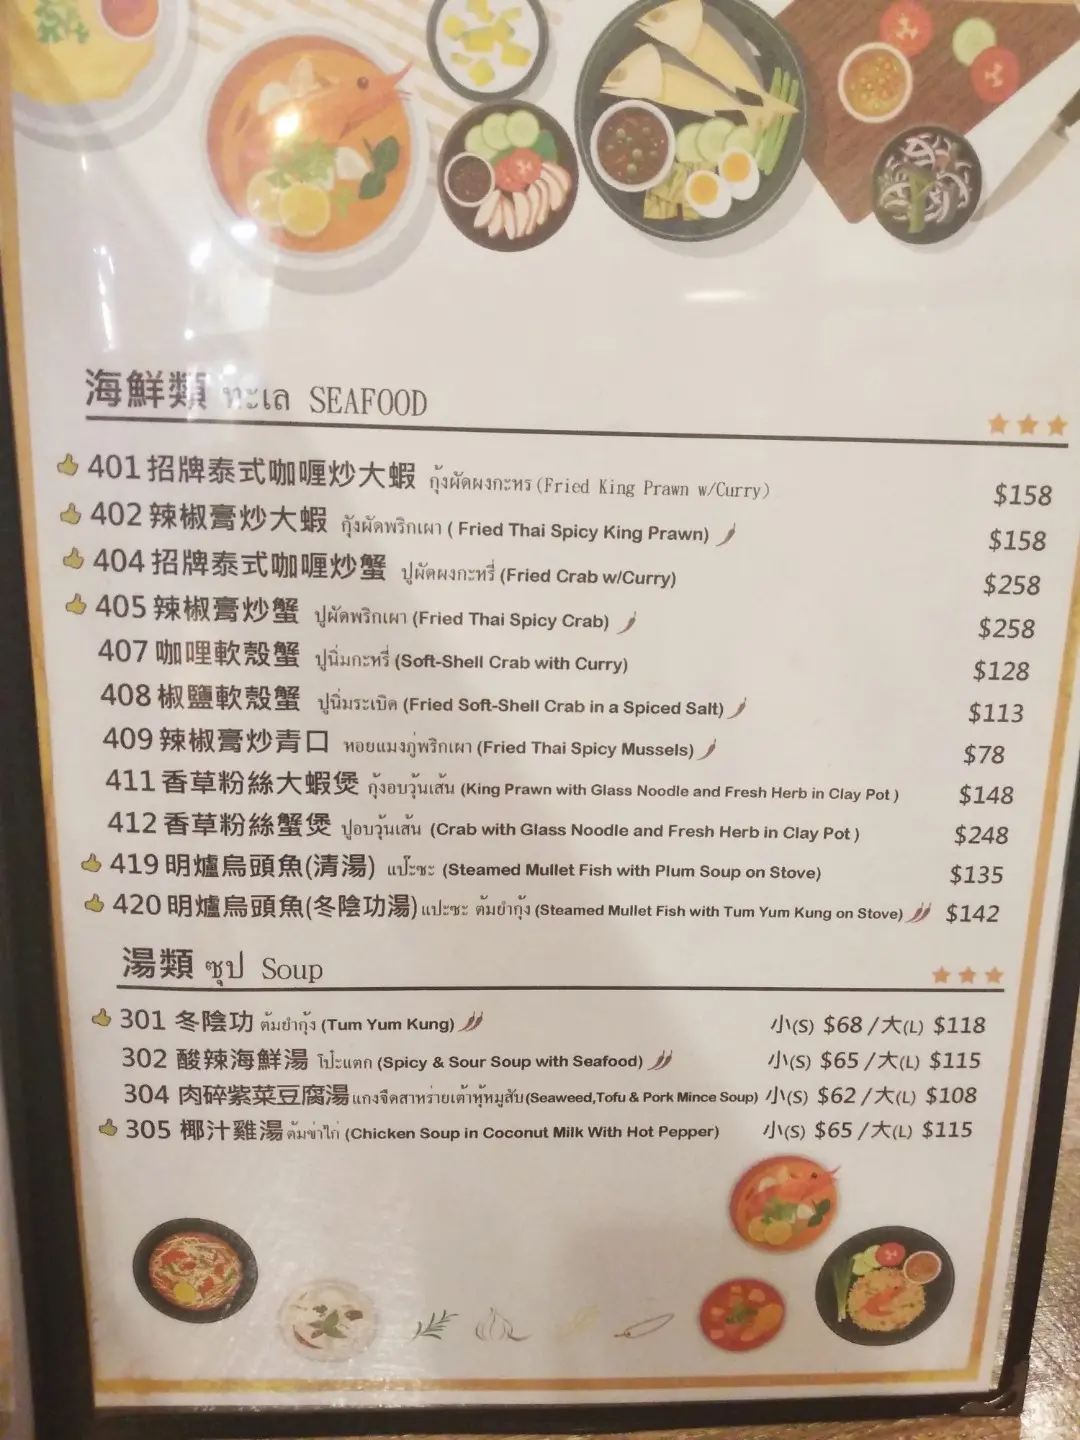 海鮮類 ทะเล SEAFOOD
401 招牌泰式咖喱炒大蝦 กุ้งผัดผงกะหร (Fried King Prawn w/Curry) $158
402 辣椒膏炒大蝦 กุ้งผัดพริกเผา ( Fried Thai Spicy King Prawn) $158
404 招牌泰式咖喱炒蟹 ปูผัดผงกะหรี่ (Fried Crab w/Curry) $258
405 辣椒膏炒蟹 ปูผัดพริกเผา (Fried Thai Spicy Crab) $258
407 咖哩軟殼蟹 ปูนิ่มกะหรี่ (Soft-Shell Crab with Curry) $128
408 椒鹽軟殼蟹 ปูนิ่มระเบิด (Fried Soft-Shell Crab in a Spiced Salt) $113
409 辣椒膏炒青口 หอยแมงภู่พริกเผา (Fried Thai Spicy Mussels) $78
411 香草粉絲大蝦煲 กุ้งอบวุ้นเส้น (King Prawn with Glass Noodle and Fresh Herb in Clay Pot ) $148
412 香草粉絲蟹煲 ปูอบวุ้นเส้น (Crab with Glass Noodle and Fresh Herb in Clay Pot ) $248
419 明爐烏頭魚(清湯) แป๊ะซะ (Steamed Mullet Fish with Plum Soup on Stove) $135
420 明爐烏頭魚(冬陰功湯) แปะซะ ต้มยำกุ้ง (Steamed Mullet Fish with Tum Yum Kung on Stove) $142
湯類 ซุป Soup
301 冬陰功 ต้มยำกุ้ง (Tum Yum Kung) 小(S) $68 / 大(L) $118
302 酸辣海鮮湯 โป๊ะแตก (Spicy & Sour Soup with Seafood) 小(S) $65 / 大(L) $115
304 肉碎紫菜豆腐湯 แกงจืดสาหร่ายเต้าหู้หมูสับ (Seaweed,Tofu & Pork Mince Soup) 小(S) $62 / 大(L) $108
305 椰汁雞湯 ต้มข่าไก่ (Chicken Soup in Coconut Milk With Hot Pepper) 小(S) $65 / 大(L) $115